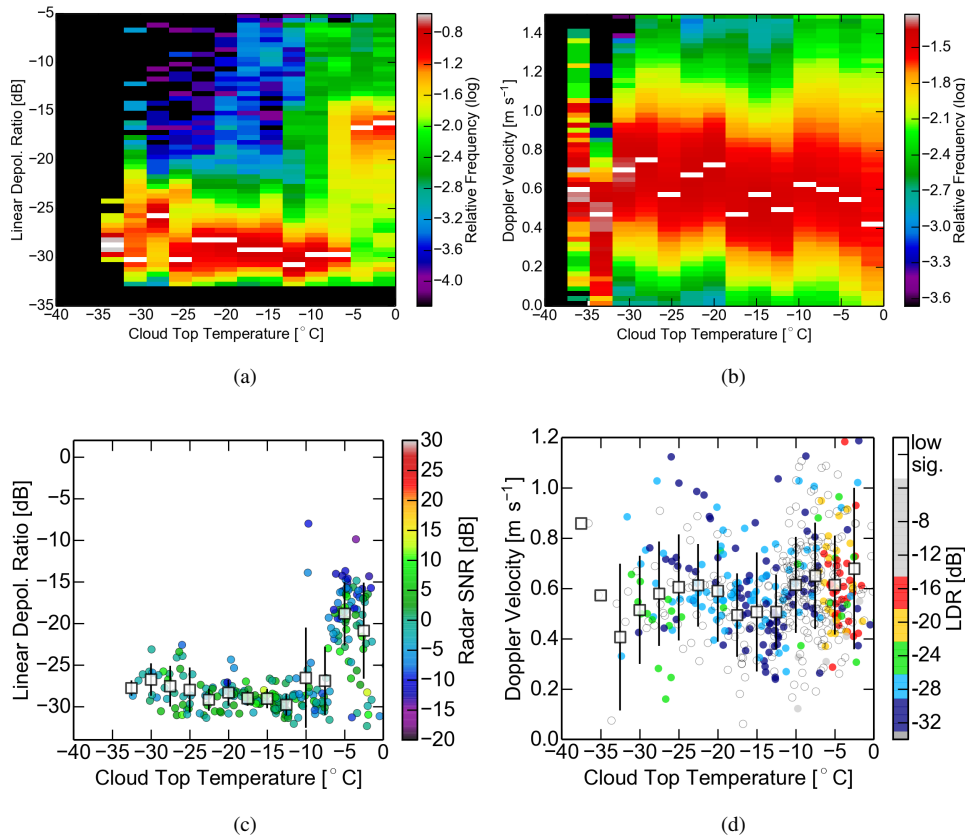 −5
−10
−15
−20
−25
−30
−35
Linear Depol. Ratio [dB]
−40 −35 −30 −25 −20 −15 −10 −5 0
Cloud Top Temperature [°C]
−0.8
−1.2
−1.6
−2.0
−2.4
−2.8
−3.2
−3.6
−4.0
Relative Frequency (log)
(a)
1.4
1.2
1.0
0.8
0.6
0.4
0.2
0.0
Doppler Velocity [m s−1]
−40 −35 −30 −25 −20 −15 −10 −5 0
Cloud Top Temperature [°C]
−1.5
−1.8
−2.1
−2.4
−2.7
−3.0
−3.3
−3.6
Relative Frequency (log)
(b)
0
−5
−10
−15
−20
−25
−30
Linear Depol. Ratio [dB]
−40 −35 −30 −25 −20 −15 −10 −5 0
Cloud Top Temperature [°C]
30
25
20
15
10
5
0
−5
−10
−15
−20
Radar SNR [dB]
(c)
1.2
1.0
0.8
0.6
0.4
0.2
0.0
Doppler Velocity [m s−1]
−40 −35 −30 −25 −20 −15 −10 −5 0
Cloud Top Temperature [°C]
low
sig.
-8
-12
-16
-20
-24
-28
-32
LDR [dB]
(d)